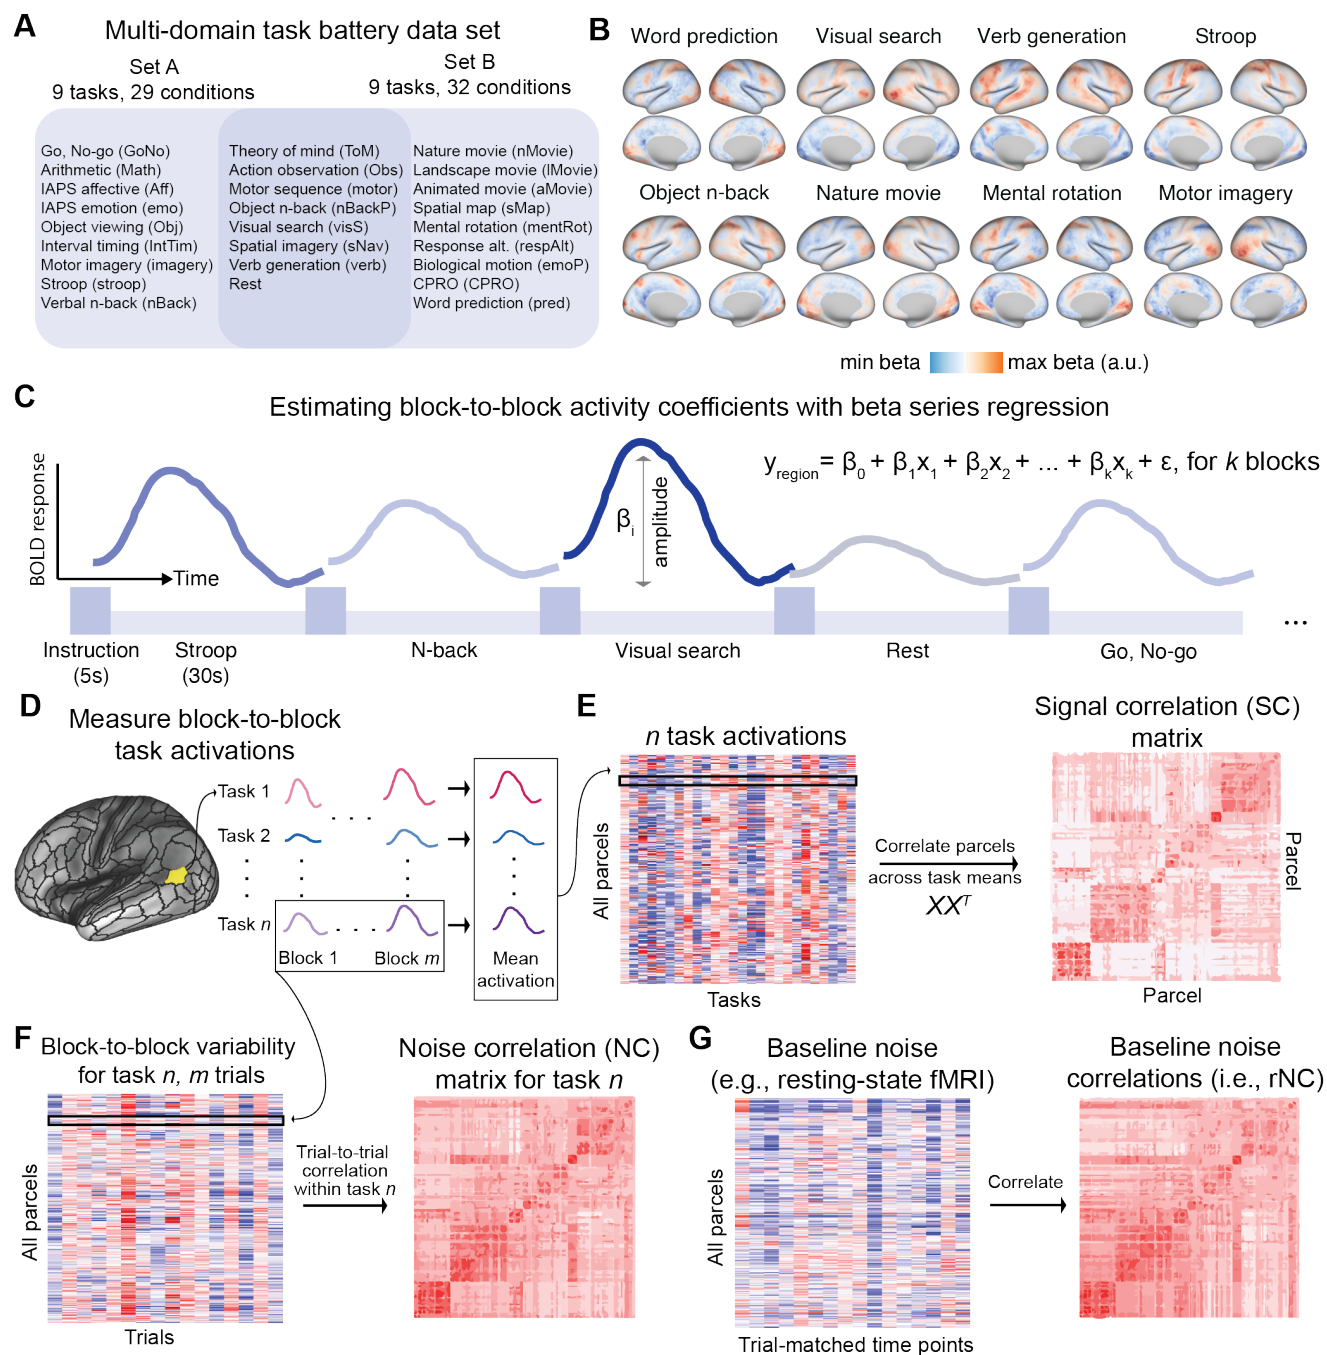 A
Multi-domain task battery data set
Set A
9 tasks, 29 conditions
Set B
9 tasks, 32 conditions
Go, No-go (GoNo)
Arithmetic (Math)
IAPS affective (Aff)
IAPS emotion (emo)
Object viewing (Obj)
Interval timing (IntTim)
Motor imagery (imagery)
Stroop (stroop)
Verbal n-back (nBack)
Theory of mind (ToM)
Action observation (Obs)
Motor sequence (motor)
Object n-back (nBackP)
Visual search (visS)
Spatial imagery (sNav)
Verb generation (verb)
Rest
Nature movie (nMovie)
Landscape movie (lMovie)
Animated movie (aMovie)
Spatial map (sMap)
Mental rotation (mentRot)
Response alt. (respAlt)
Biological motion (emoP)
CPRO (CPRO)
Word prediction (pred)
B
Word prediction
Visual search
Verb generation
Stroop
Object n-back
Nature movie
Mental rotation
Motor imagery
min beta
max beta (a.u.)
C
Estimating block-to-block activity coefficients with beta series regression
BOLD response
Time
βi
amplitude
yregion= β0 + β1x1 + β2x2 + ... + βkxk + ε, for k blocks
Instruction
(5s)
Stroop
(30s)
N-back
Visual search
Rest
Go, No-go
...
D
Measure block-to-block
task activations
Task 1
. . .
Task 2
Task n
. . . .
Block 1
Block m
Mean
activation
E
n task activations
All parcels
Tasks
Correlate parcels
across task means
XXT
Signal correlation (SC)
matrix
Parcel
Parcel
F
Block-to-block variability
for task n, m trials
All parcels
Trials
Trial-to-trial
correlation
within task n
Noise correlation (NC)
matrix for task n
G
Baseline noise
(e.g., resting-state fMRI)
All parcels
Trial-matched time points
Correlate
Baseline noise
correlations (i.e., rNC)